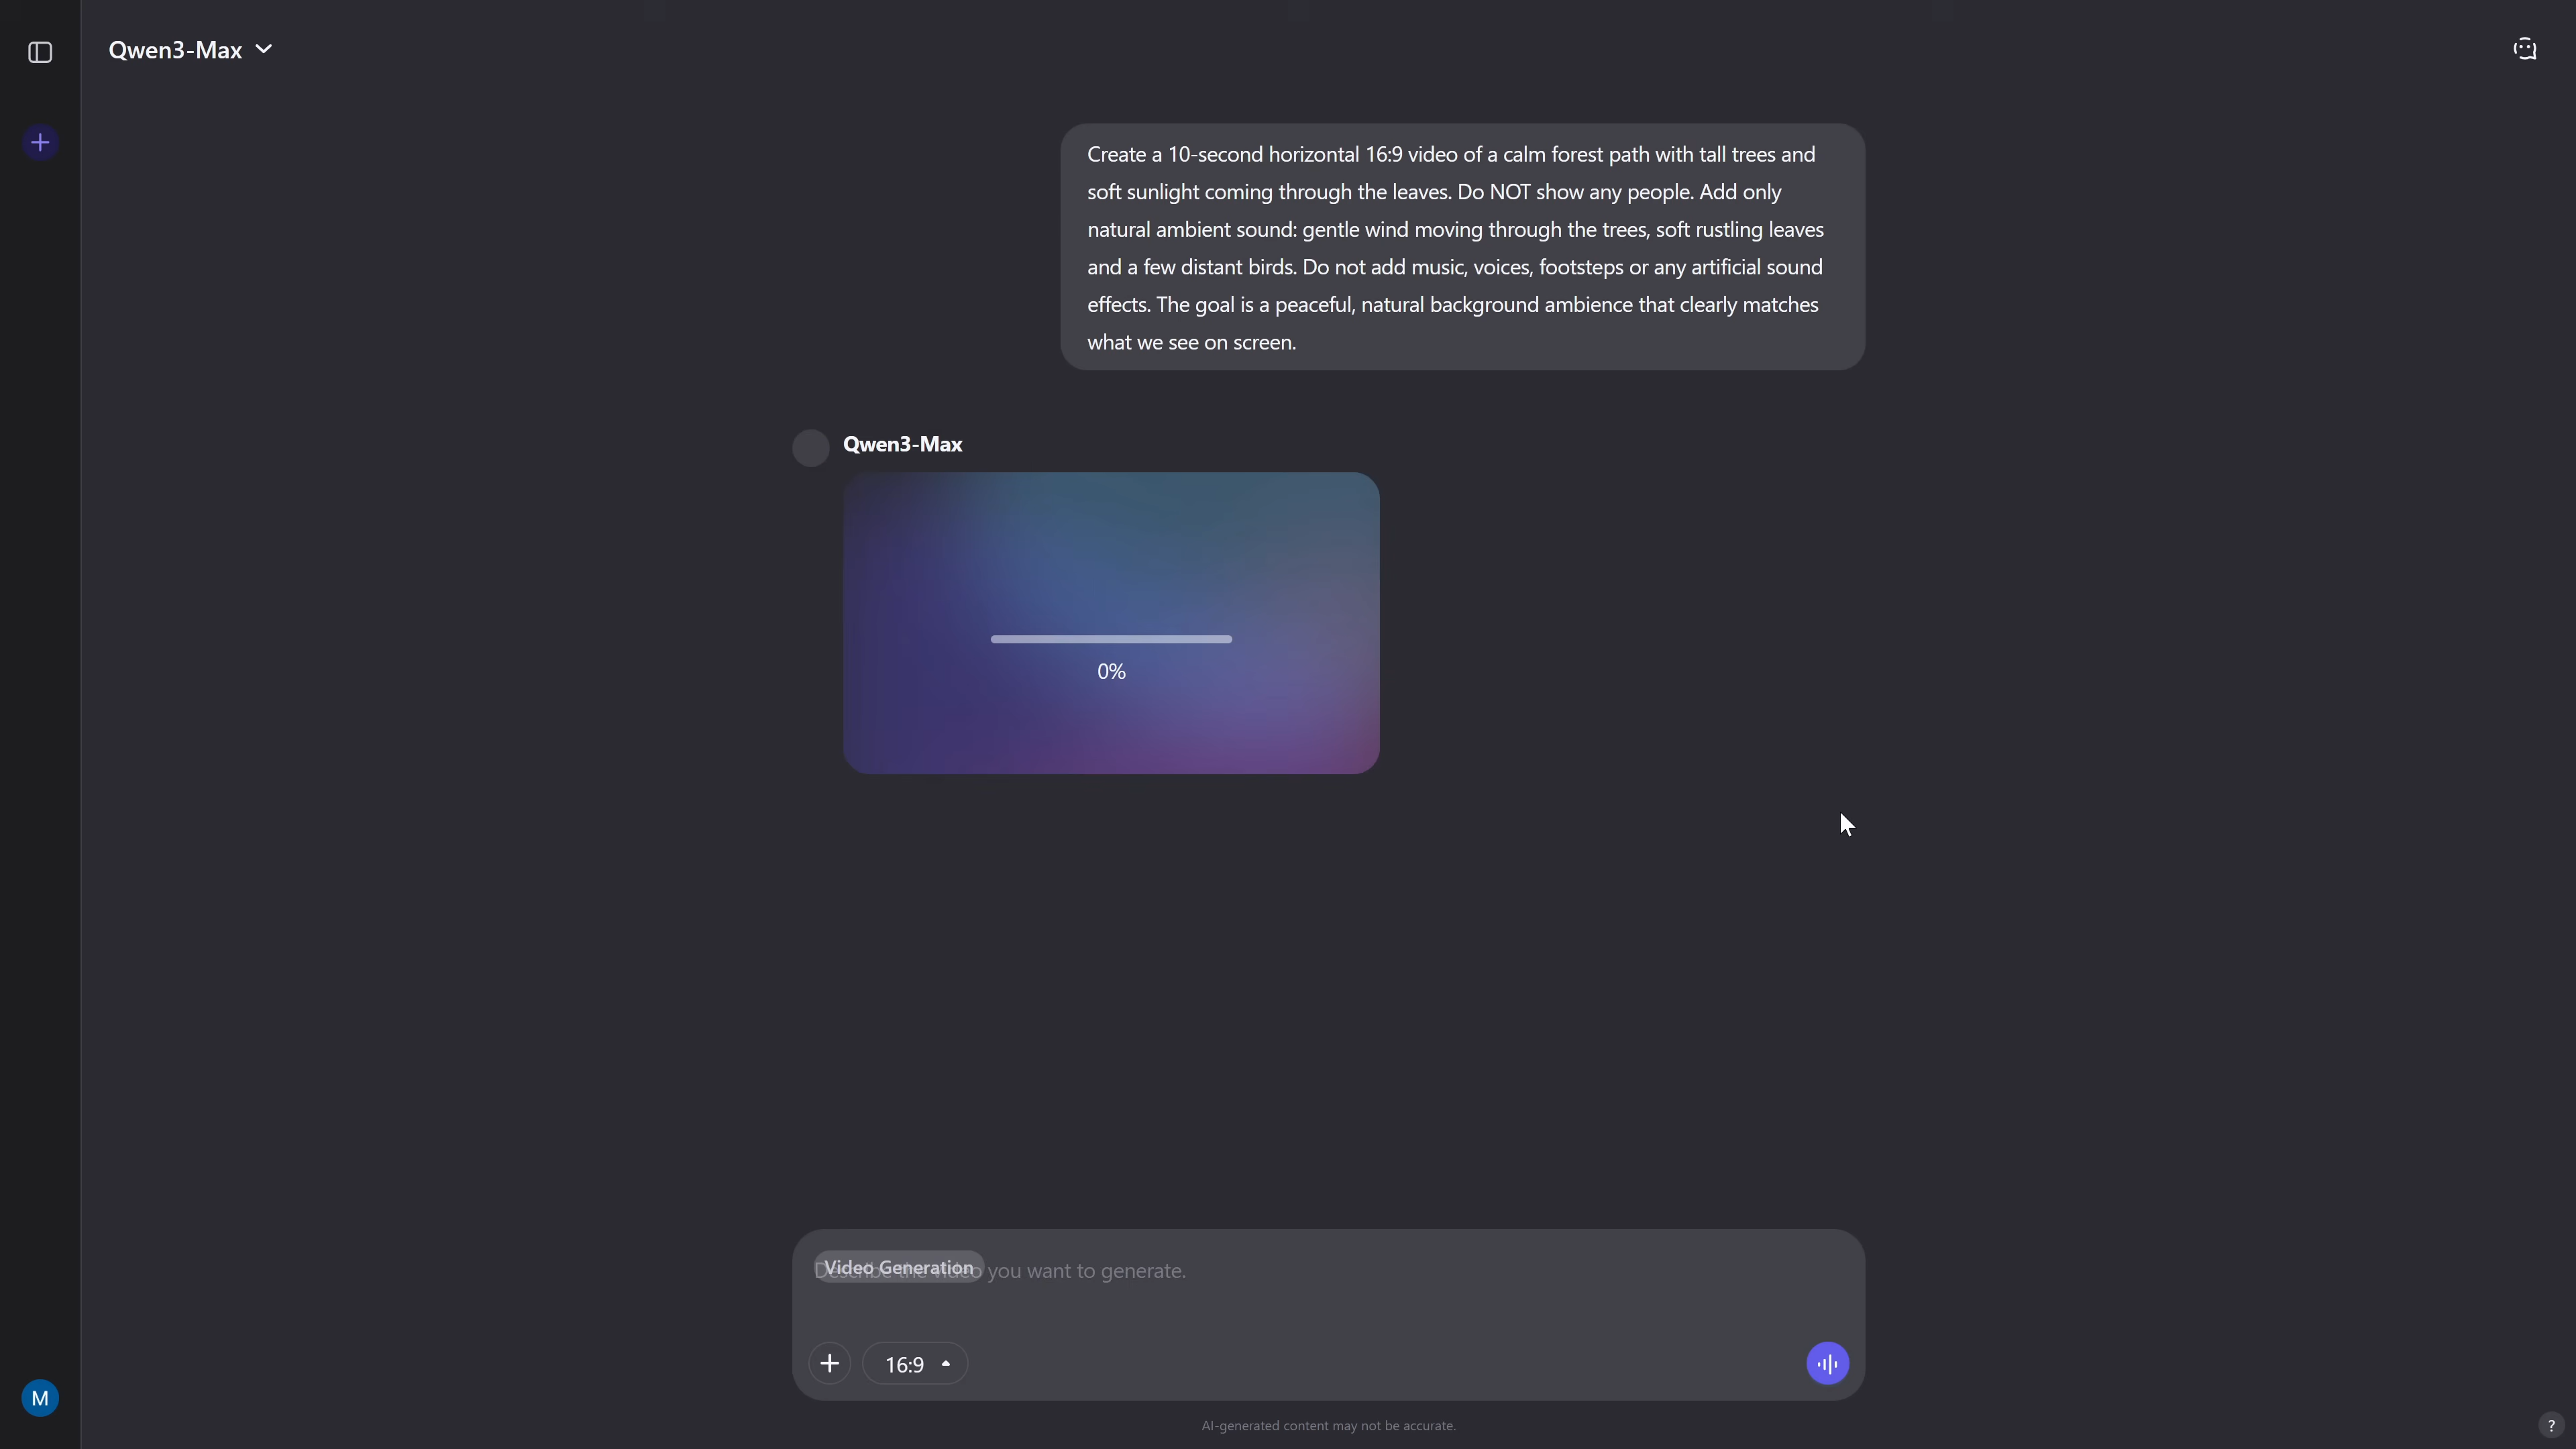 Qwen3-Max
Create a 10-second horizontal 16:9 video of a calm forest path with tall trees and
soft sunlight coming through the leaves. Do NOT show any people. Add only
natural ambient sound: gentle wind moving through the trees, soft rustling leaves
and a few distant birds. Do not add music, voices, footsteps or any artificial sound
effects. The goal is a peaceful, natural background ambience that clearly matches
what we see on screen.
Qwen3-Max
0%
Video Generation
Describe the video you want to generate.
16:9
M
AI-generated content may not be accurate.
?